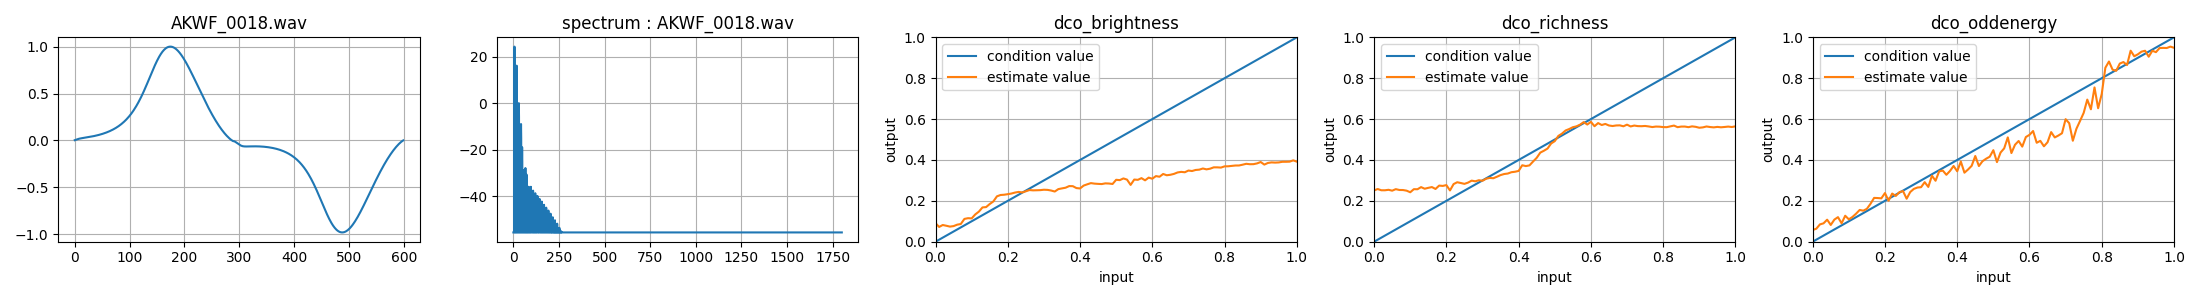 AKWF_0018.wav
1.0
0.5
0.0
−0.5
−1.0
0 100 200 300 400 500 600
spectrum : AKWF_0018.wav
20
0
−20
−40
0 250 500 750 1000 1250 1500 1750
dco_brightness
condition value
estimate value
output
1.0
0.8
0.6
0.4
0.2
0.0
0.0 0.2 0.4 0.6 0.8 1.0
input
dco_richness
condition value
estimate value
output
1.0
0.8
0.6
0.4
0.2
0.0
0.0 0.2 0.4 0.6 0.8 1.0
input
dco_oddenergy
condition value
estimate value
output
1.0
0.8
0.6
0.4
0.2
0.0
0.0 0.2 0.4 0.6 0.8 1.0
input